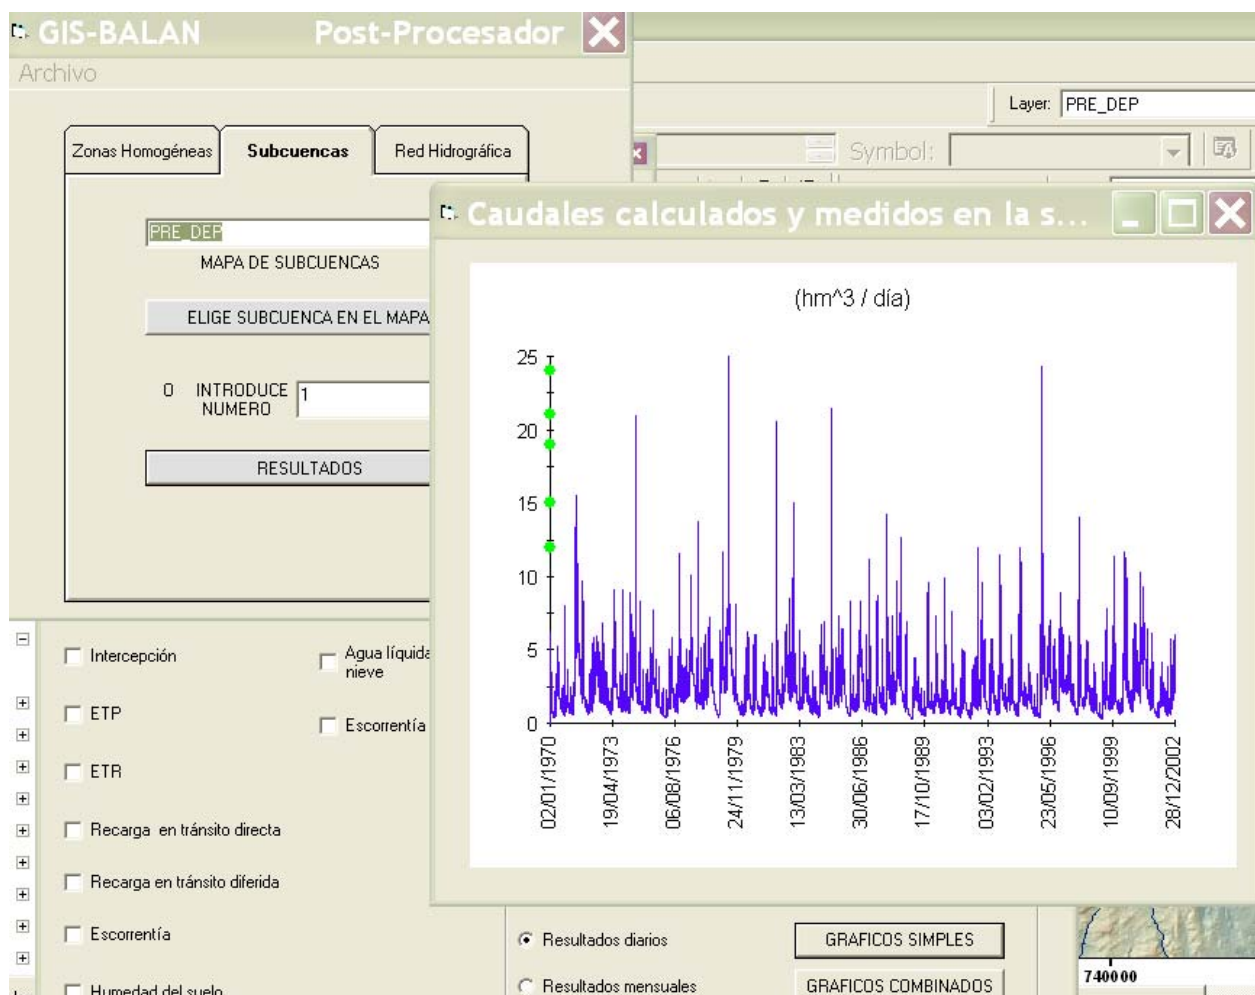 GIS-BALAN Post-Procesador
Archivo
Layer: PRE_DEP
Zonas Homogéneas Subcuencas Red Hidrográfica
Symbol:
PRE_DEP
MAPA DE SUBCUENCAS
ELIGE SUBCUENCA EN EL MAPA
O INTRODUCE 1
NUMERO
RESULTADOS
Caudales calculados y medidos en la s...
(hm^3 / día)
25
20
15
10
5
0
02/01/1970
19/04/1973
06/08/1976
24/11/1979
13/03/1983
30/06/1986
17/10/1989
03/02/1993
23/05/1996
10/09/1999
28/12/2002
Intercepción
Agua líquida
nieve
ETP
Escorrentía
ETR
Recarga en tránsito directa
Recarga en tránsito diferida
Escorrentía
Humedad del suelo
Resultados diarios GRAFICOS SIMPLES
Resultados mensuales GRAFICOS COMBINADOS
740000